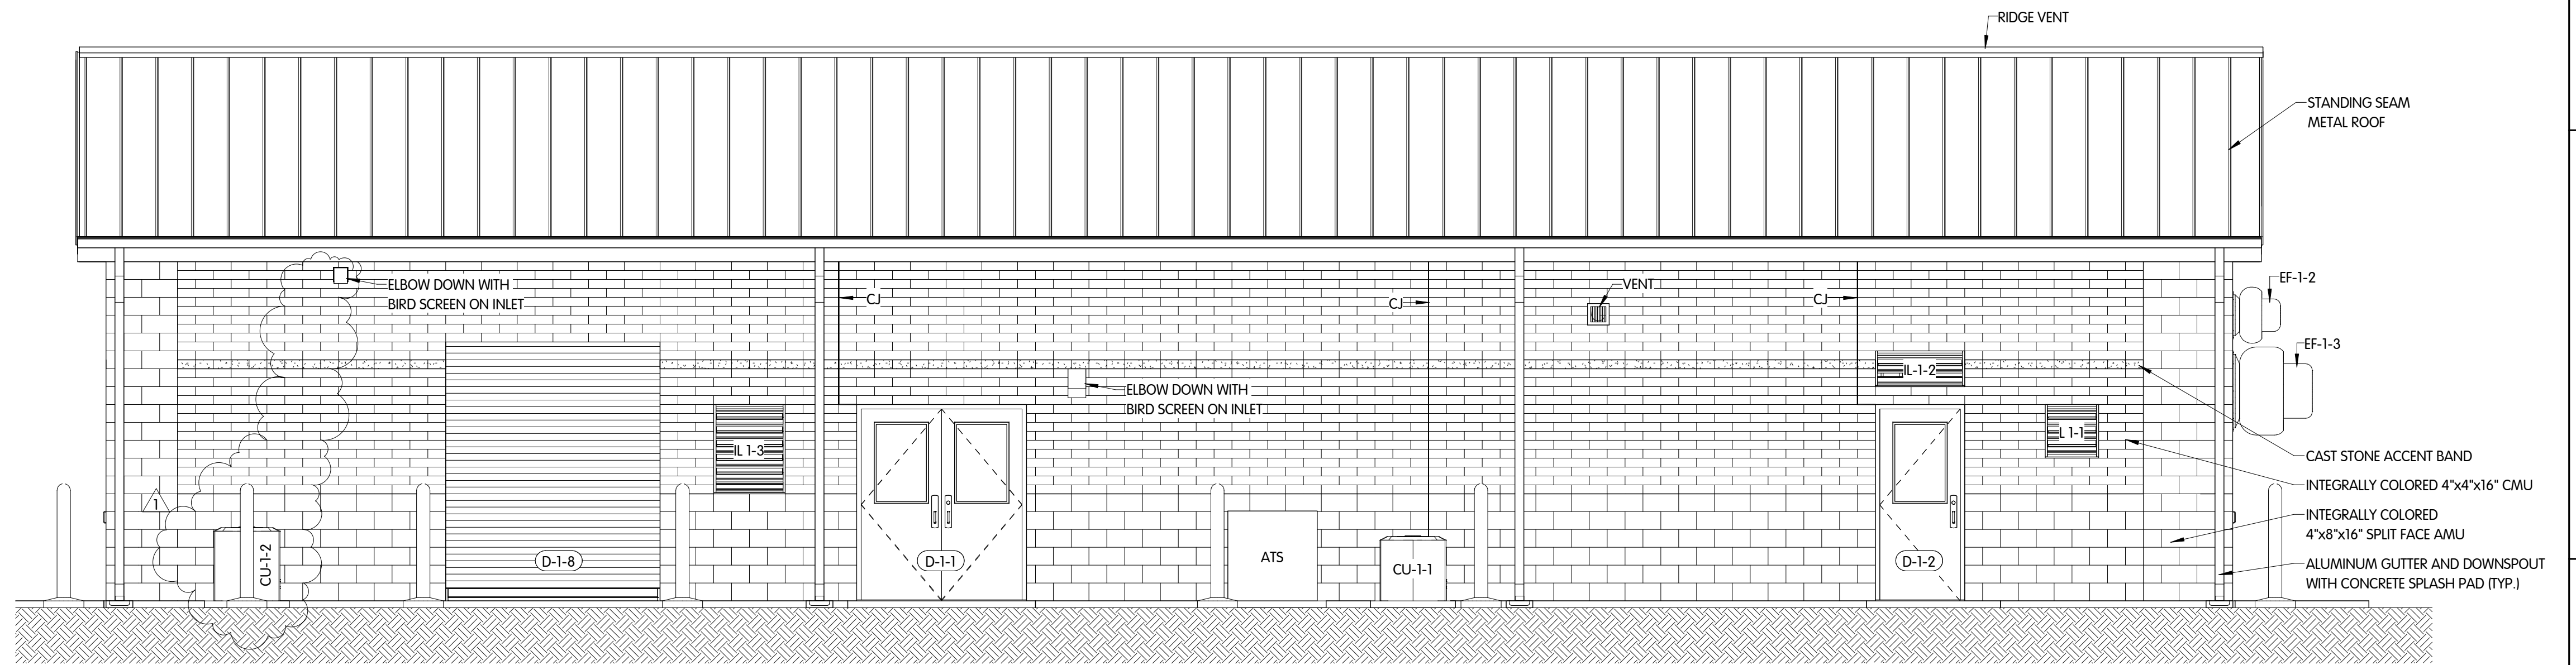 RIDGE VENT
STANDING SEAM
METAL ROOF
ELBOW DOWN WITH
BIRD SCREEN ON INLET
CJ
CJ
VENT
CJ
EF-1-2
EF-1-3
IL-1-2
ELBOW DOWN WITH
BIRD SCREEN ON INLET
IL 1-3
L 1-1
CAST STONE ACCENT BAND
INTEGRALLY COLORED 4"x4"x16" CMU
INTEGRALLY COLORED
4"x8"x16" SPLIT FACE AMU
ALUMINUM GUTTER AND DOWNSPOUT
WITH CONCRETE SPLASH PAD (TYP.)
1
CU-1-2
D-1-8
D-1-1
ATS
CU-1-1
D-1-2